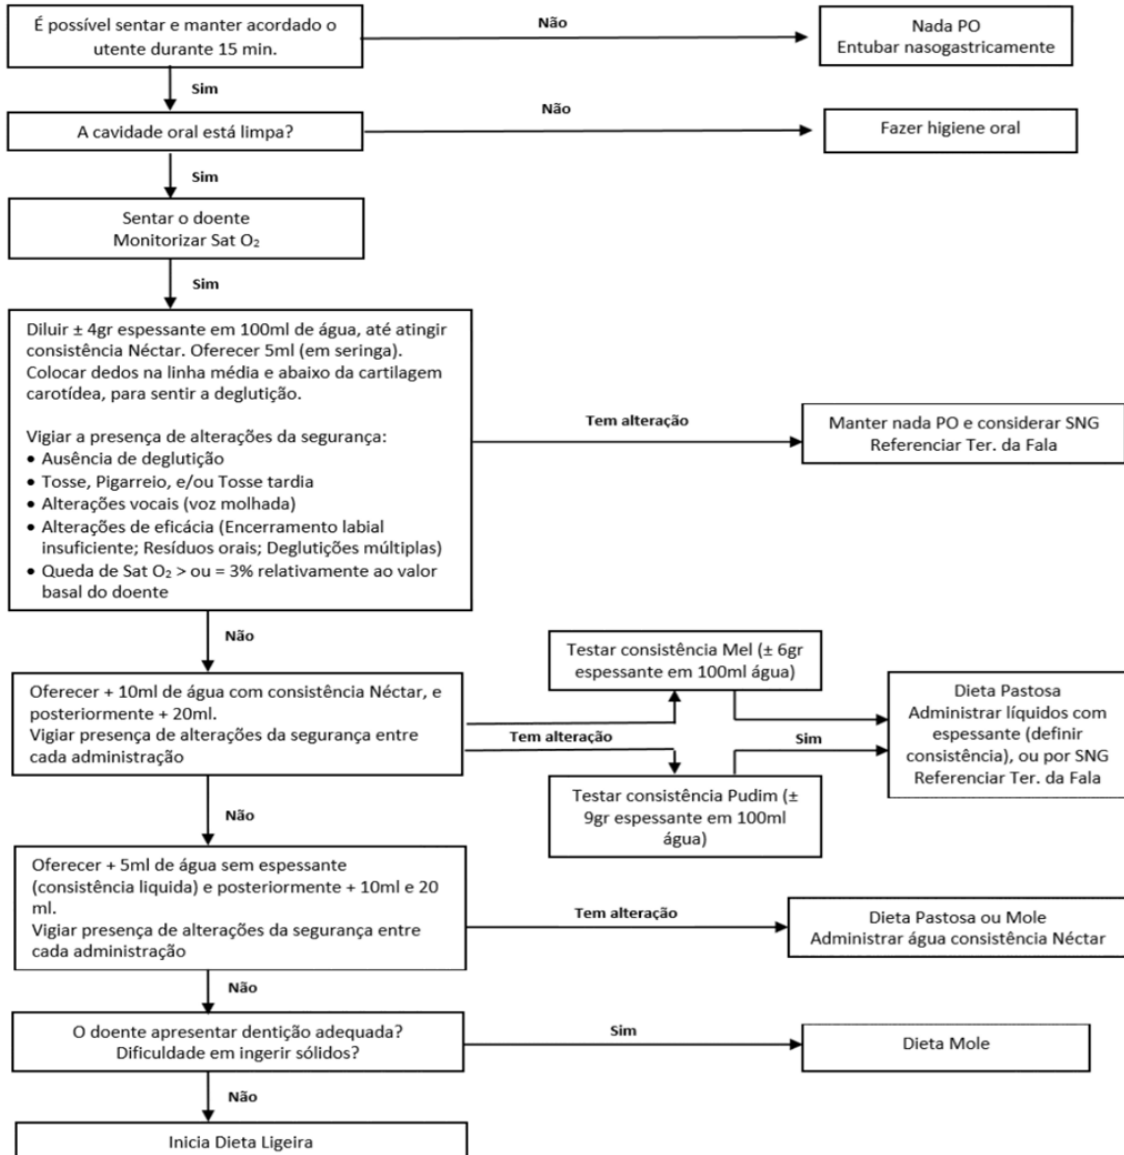 É possível sentar e manter acordado o
utente durante 15 min.
Não
Nada PO
Entubar nasogastricamente
Sim
A cavidade oral está limpa?
Não
Fazer higiene oral
Sim
Sentar o doente
Monitorizar Sat O₂
Sim
Diluir ± 4gr espessante em 100ml de água, até atingir
consistência Néctar. Oferecer 5ml (em seringa).
Colocar dedos na linha média e abaixo da cartilagem
carotídea, para sentir a deglutição.
Vigiar a presença de alterações da segurança:
• Ausência de deglutição
• Tosse, Pigarreio, e/ou Tosse tardia
• Alterações vocais (voz molhada)
• Alterações de eficácia (Encerramento labial
insuficiente; Resíduos orais; Deglutições múltiplas)
• Queda de Sat O₂ > ou = 3% relativamente ao valor
basal do doente
Tem alteração
Manter nada PO e considerar SNG
Referenciar Ter. da Fala
Não
Oferecer + 10ml de água com consistência Néctar, e
posteriormente + 20ml.
Vigiar presença de alterações da segurança entre
cada administração
Tem alteração
Testar consistência Mel (± 6gr
espessante em 100ml água)
Testar consistência Pudim (±
9gr espessante em 100ml
água)
Sim
Dieta Pastosa
Administrar líquidos com
espessante (definir
consistência), ou por SNG
Referenciar Ter. da Fala
Não
Oferecer + 5ml de água sem espessante
(consistência liquida) e posteriormente + 10ml e 20
ml.
Vigiar presença de alterações da segurança entre
cada administração
Tem alteração
Dieta Pastosa ou Mole
Administrar água consistência Néctar
Não
O doente apresentar dentição adequada?
Dificuldade em ingerir sólidos?
Sim
Dieta Mole
Não
Inicia Dieta Ligeira